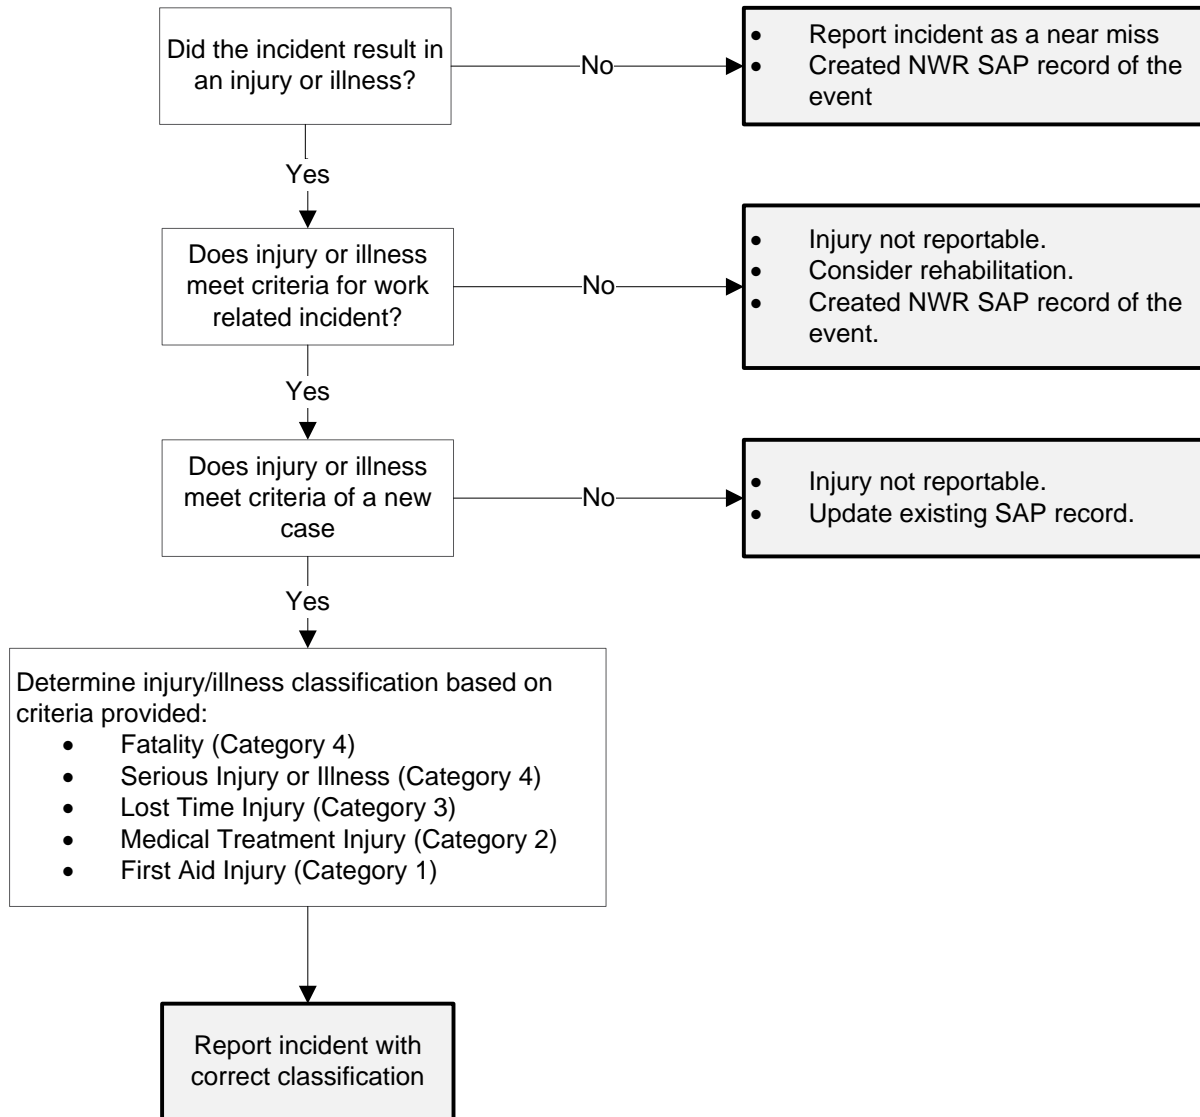 Did the incident result in
an injury or illness?
No
• Report incident as a near miss
• Created NWR SAP record of the
event
Yes
Does injury or illness
meet criteria for work
related incident?
No
• Injury not reportable.
• Consider rehabilitation.
• Created NWR SAP record of the
event.
Yes
Does injury or illness
meet criteria of a new
case
No
• Injury not reportable.
• Update existing SAP record.
Yes
Determine injury/illness classification based on
criteria provided:
• Fatality (Category 4)
• Serious Injury or Illness (Category 4)
• Lost Time Injury (Category 3)
• Medical Treatment Injury (Category 2)
• First Aid Injury (Category 1)
Report incident with
correct classification